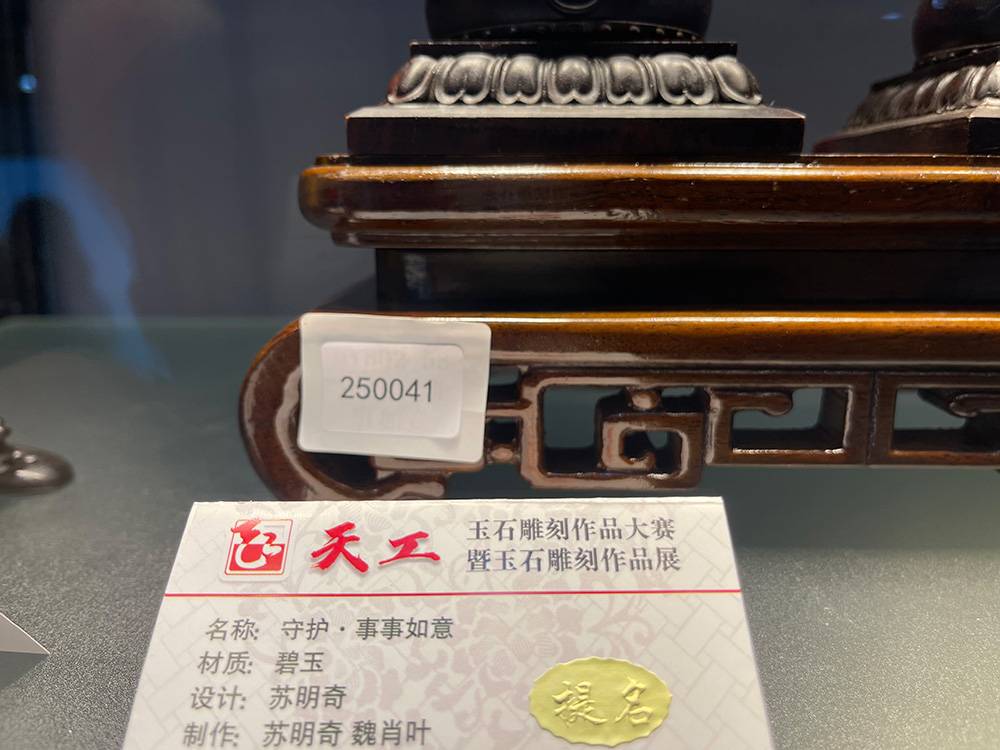 250041
天工
玉石雕刻作品大赛
暨玉石雕刻作品展
名称: 守护·事事如意
材质: 碧玉
设计: 苏明奇
提名
制作: 苏明奇 魏肖叶